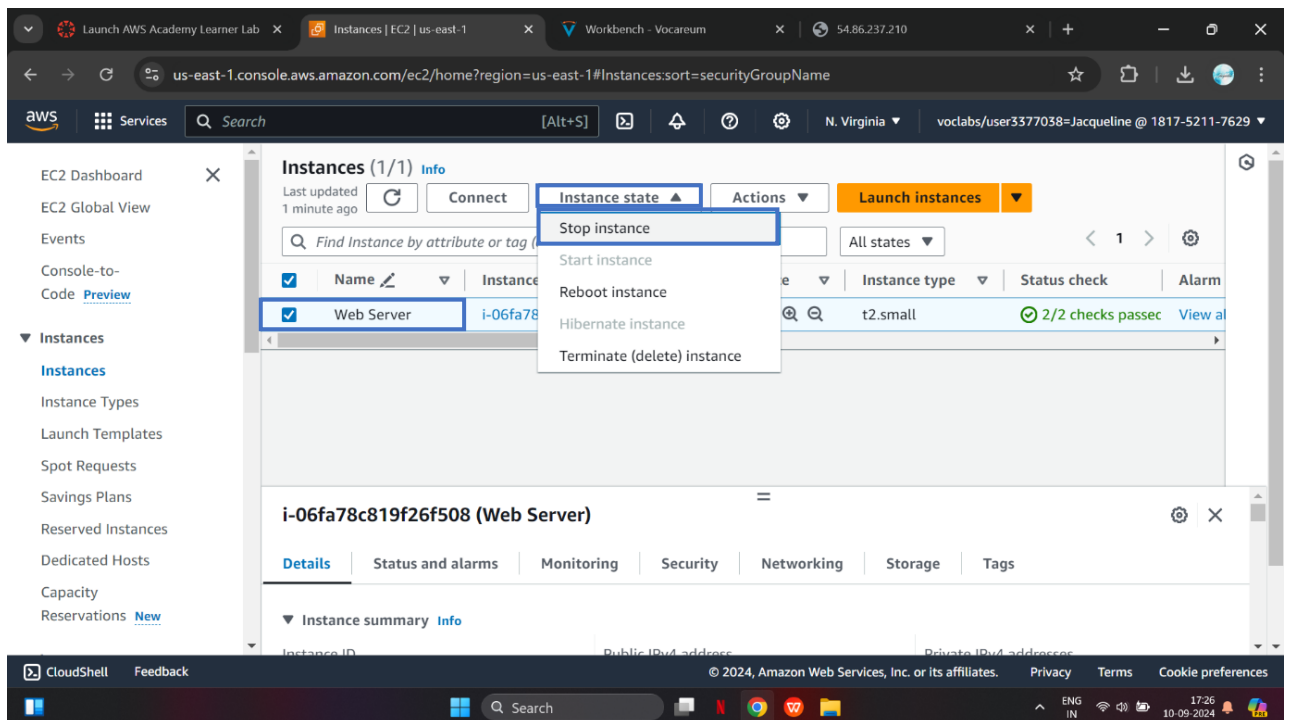 Launch AWS Academy Learner Lab
Instances | EC2 | us-east-1
Workbench - Vocareum
54.86.237.210
us-east-1.console.aws.amazon.com/ec2/home?region=us-east-1#Instances:sort=securityGroupName
aws
Services
Search
[Alt+S]
N. Virginia
voclabs/user3377038=Jacqueline @ 1817-5211-7629
EC2 Dashboard
EC2 Global View
Events
Console-to-
Code Preview
Instances
Instances
Instance Types
Launch Templates
Spot Requests
Savings Plans
Reserved Instances
Dedicated Hosts
Capacity
Reservations New
Instances (1/1) Info
Last updated
1 minute ago
Connect
Instance state
Actions
Launch instances
Find Instance by attribute or tag (
All states
1
Stop instance
Start instance
Reboot instance
Hibernate instance
Terminate (delete) instance
Name
Instance
e
Instance type
Status check
Alarm
Web Server
i-06fa78
t2.small
2/2 checks passec
View al
i-06fa78c819f26f508 (Web Server)
Details
Status and alarms
Monitoring
Security
Networking
Storage
Tags
Instance summary Info
Instance ID
Public IPv4 address
Private IPv4 addresses
CloudShell
Feedback
© 2024, Amazon Web Services, Inc. or its affiliates.
Privacy
Terms
Cookie preferences
Search
ENG
IN
17:26
10-09-2024